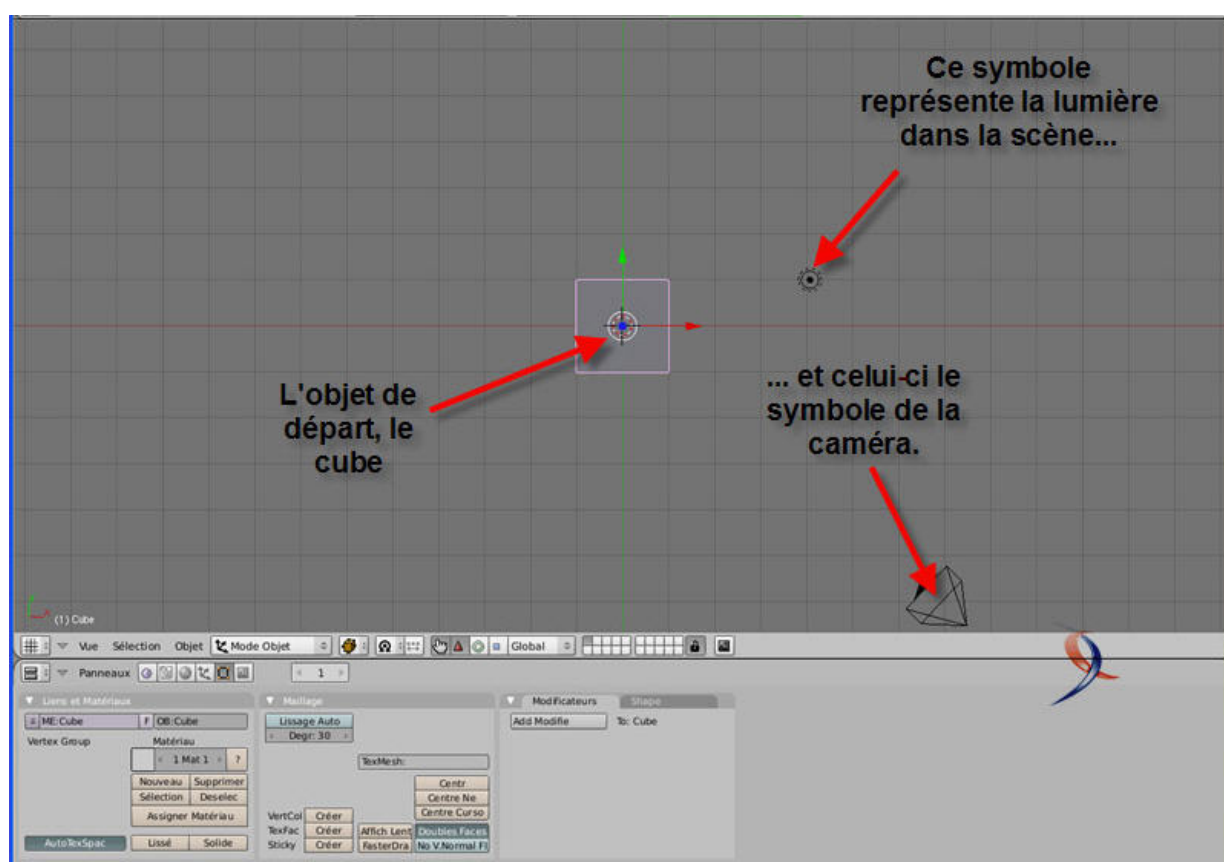 Ce symbole
représente la lumière
dans la scène...
L'objet de
départ, le
cube
... et celui-ci le
symbole de la
caméra.
(1) Cube
Vue Sélection Objet Mode Objet Global
Panneaux 1
Liens et Matériaux
ME:Cube F OB:Cube
Vertex Group Matériau
1 Mat 1 ?
Nouveau Supprimer
Sélection Deselec
Assigner Matériau
AutoTexSpac Lissé Solide
Maillage
Lissage Auto
Degr: 30
TexMesh:
Centr
Centre Ne
VertCol Créer Centre Curso
TexFac Créer Affich Lent Doubles Faces
Sticky Créer FasterDra No V.Normal Fl
Modificateurs Shape
Add Modifie To: Cube